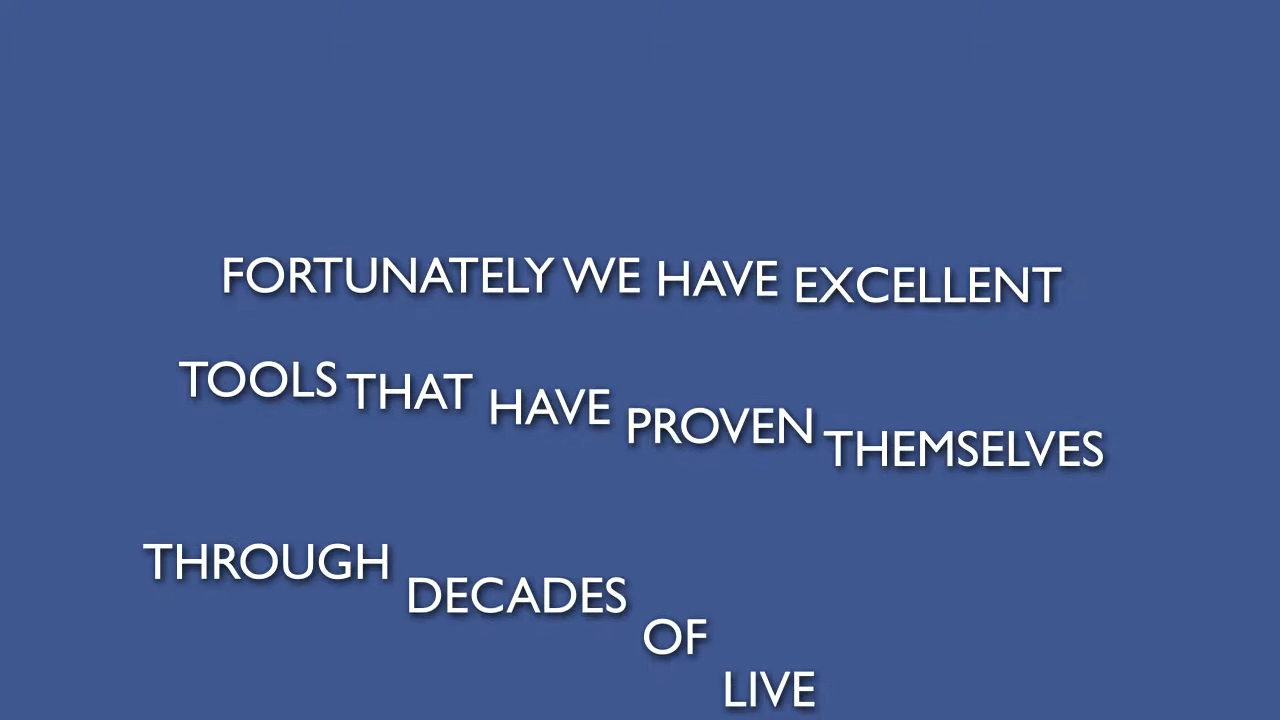 FORTUNATELY WE HAVE EXCELLENT
TOOLS THAT HAVE PROVEN THEMSELVES
THROUGH DECADES OF LIVE